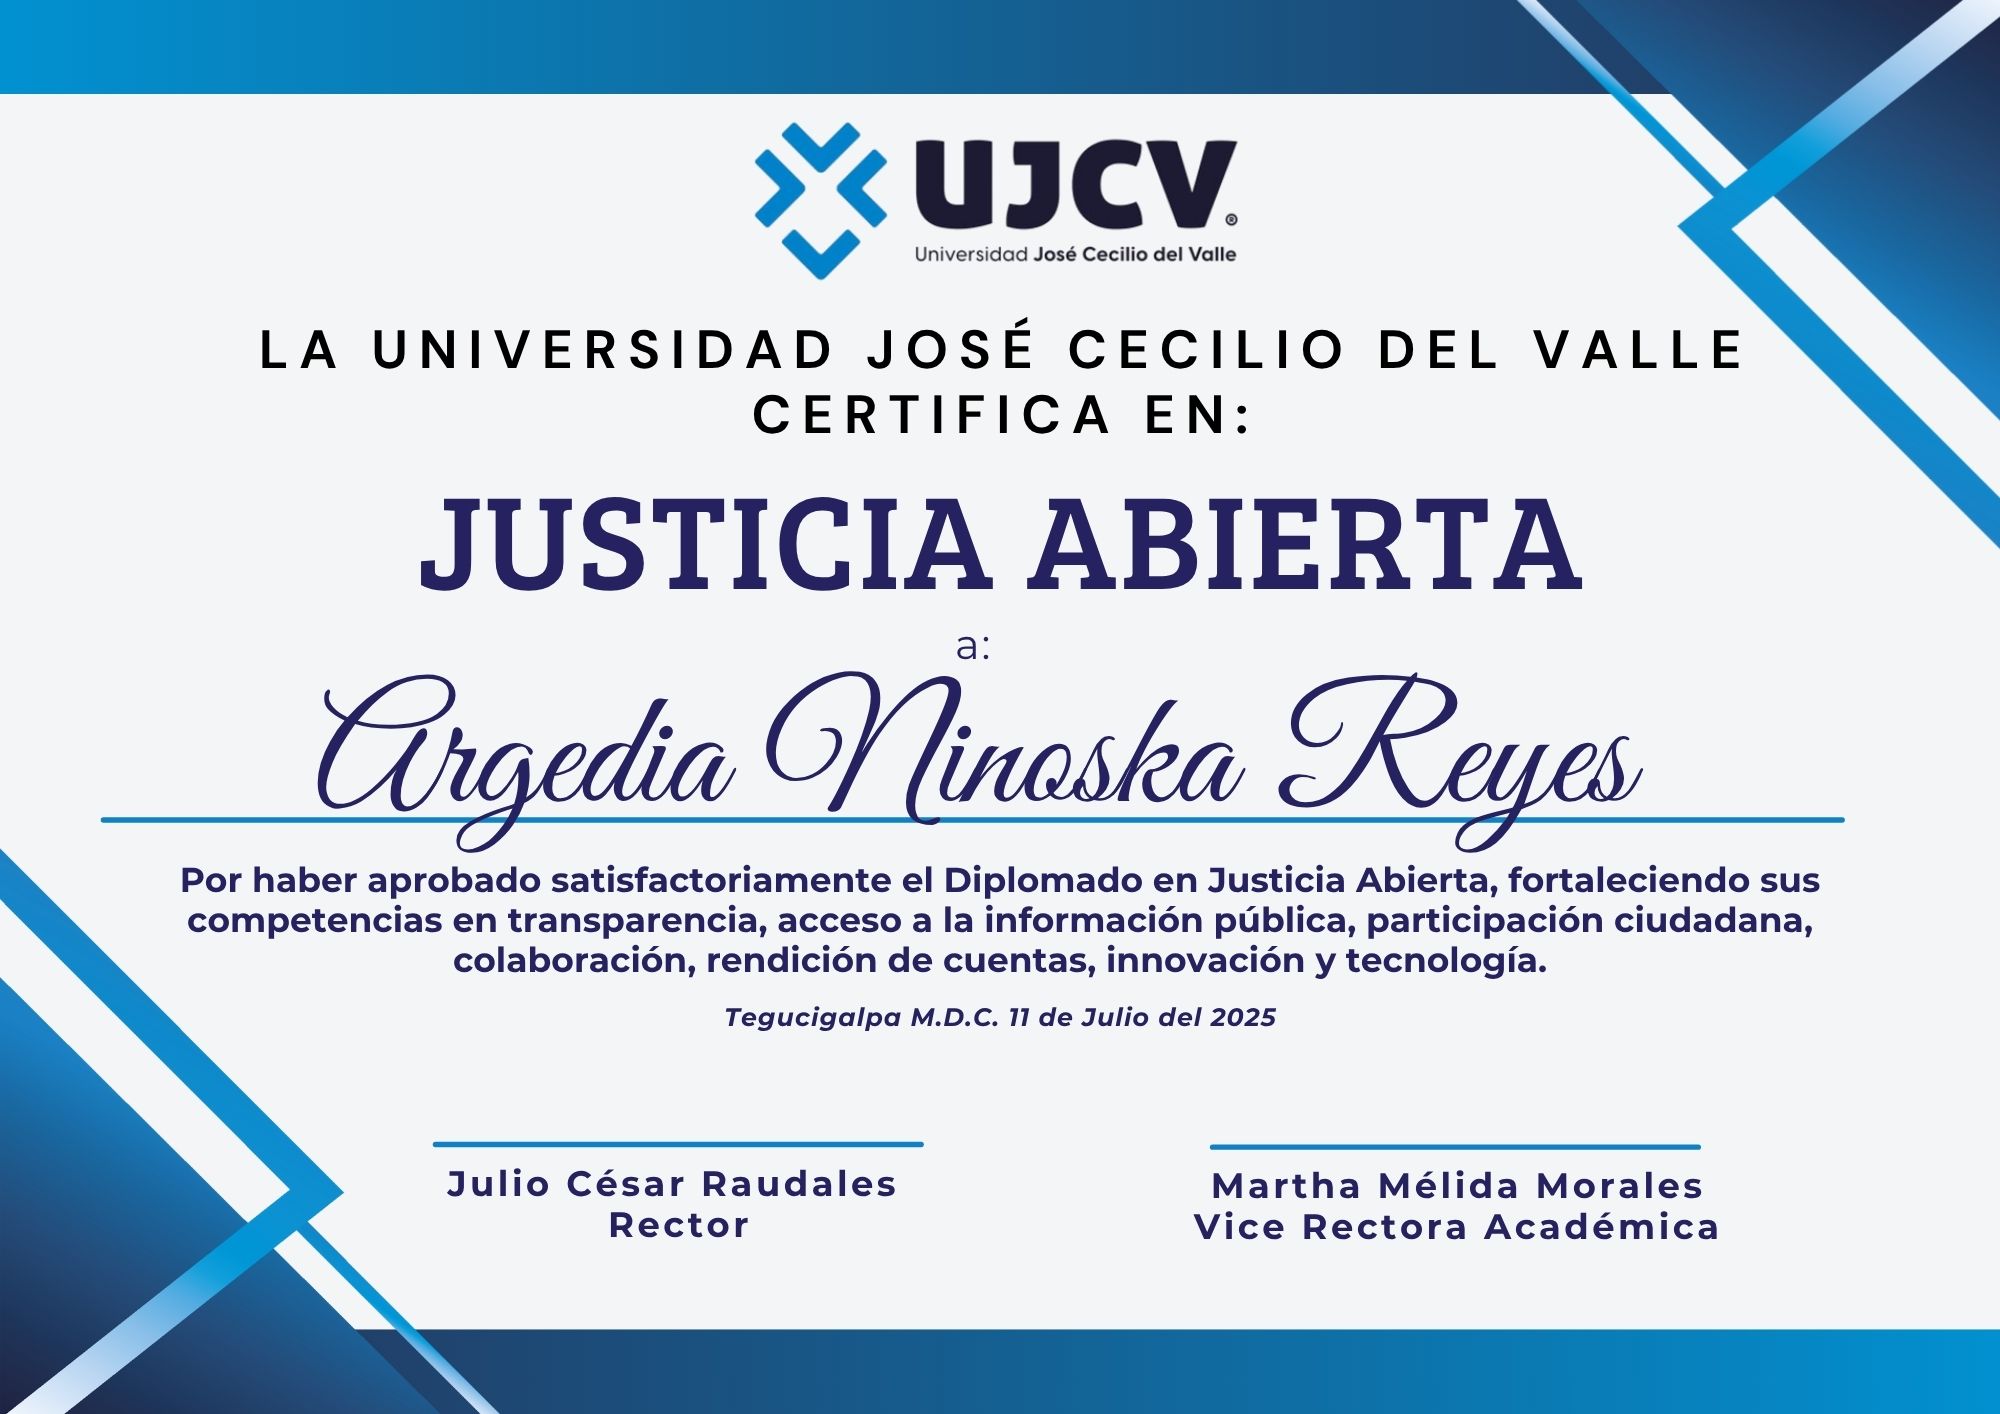 UJCV®
Universidad José Cecilio del Valle
LA UNIVERSIDAD JOSÉ CECILIO DEL VALLE
CERTIFICA EN:
JUSTICIA ABIERTA
a:
Argedia Ninoska Reyes
Por haber aprobado satisfactoriamente el Diplomado en Justicia Abierta, fortaleciendo sus
competencias en transparencia, acceso a la información pública, participación ciudadana,
colaboración, rendición de cuentas, innovación y tecnología.
Tegucigalpa M.D.C. 11 de Julio del 2025
Julio César Raudales
Rector
Martha Mélida Morales
Vice Rectora Académica